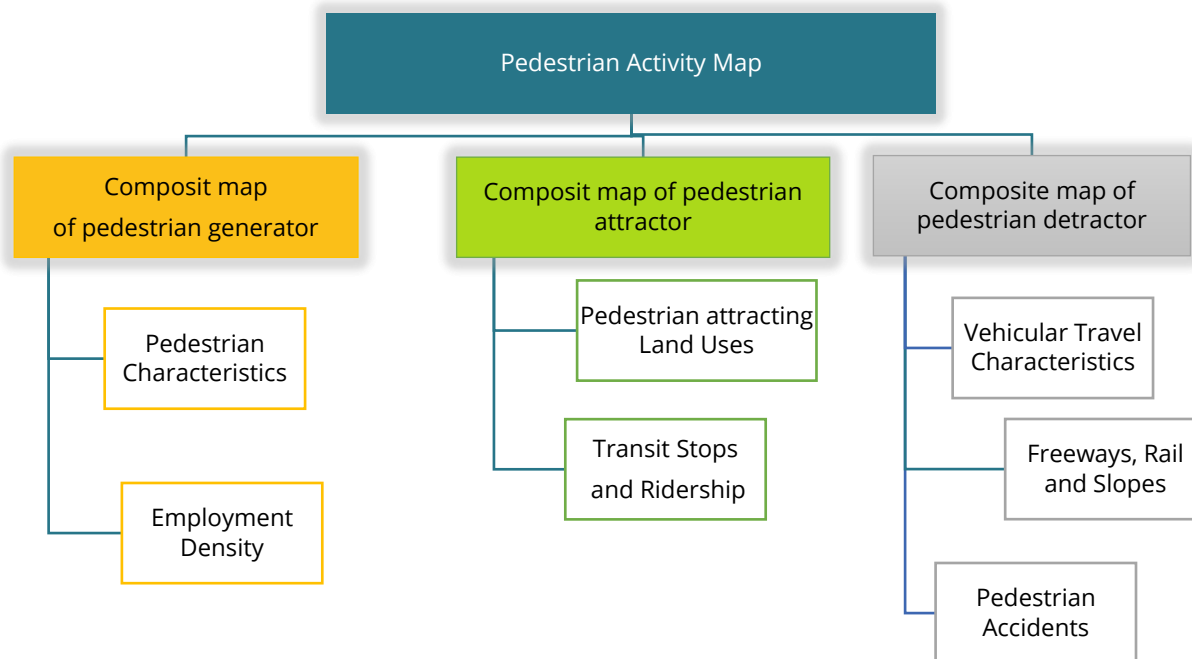 Pedestrian Activity Map
Composit map
of pedestrian generator
Pedestrian
Characteristics
Employment
Density
Composit map of pedestrian
attractor
Pedestrian attracting
Land Uses
Transit Stops
and Ridership
Composite map of
pedestrian detractor
Vehicular Travel
Characteristics
Freeways, Rail
and Slopes
Pedestrian
Accidents